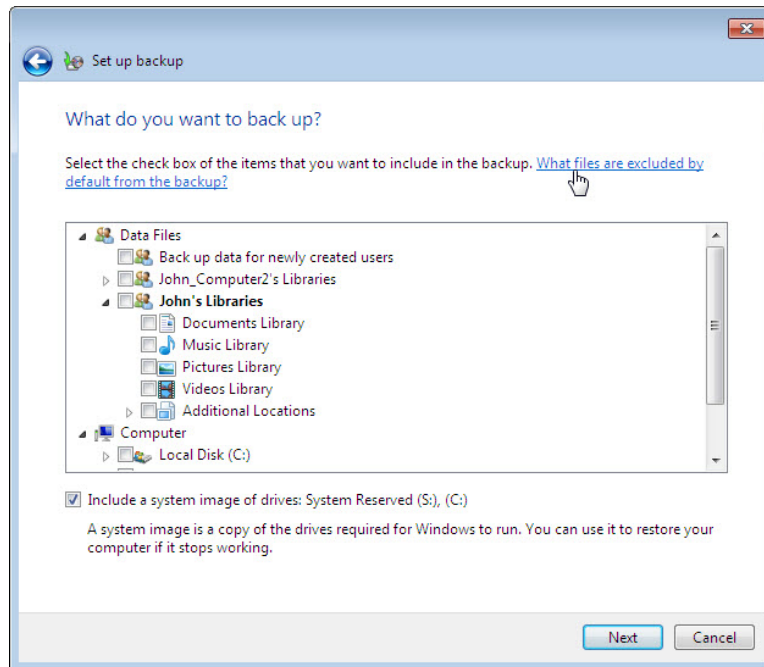 Set up backup
What do you want to back up?
Select the check box of the items that you want to include in the backup. What files are excluded by
default from the backup?
Data Files
Back up data for newly created users
John_Computer2's Libraries
John's Libraries
Documents Library
Music Library
Pictures Library
Videos Library
Additional Locations
Computer
Local Disk (C:)
Include a system image of drives: System Reserved (S:), (C:)
A system image is a copy of the drives required for Windows to run. You can use it to restore your
computer if it stops working.
Next Cancel